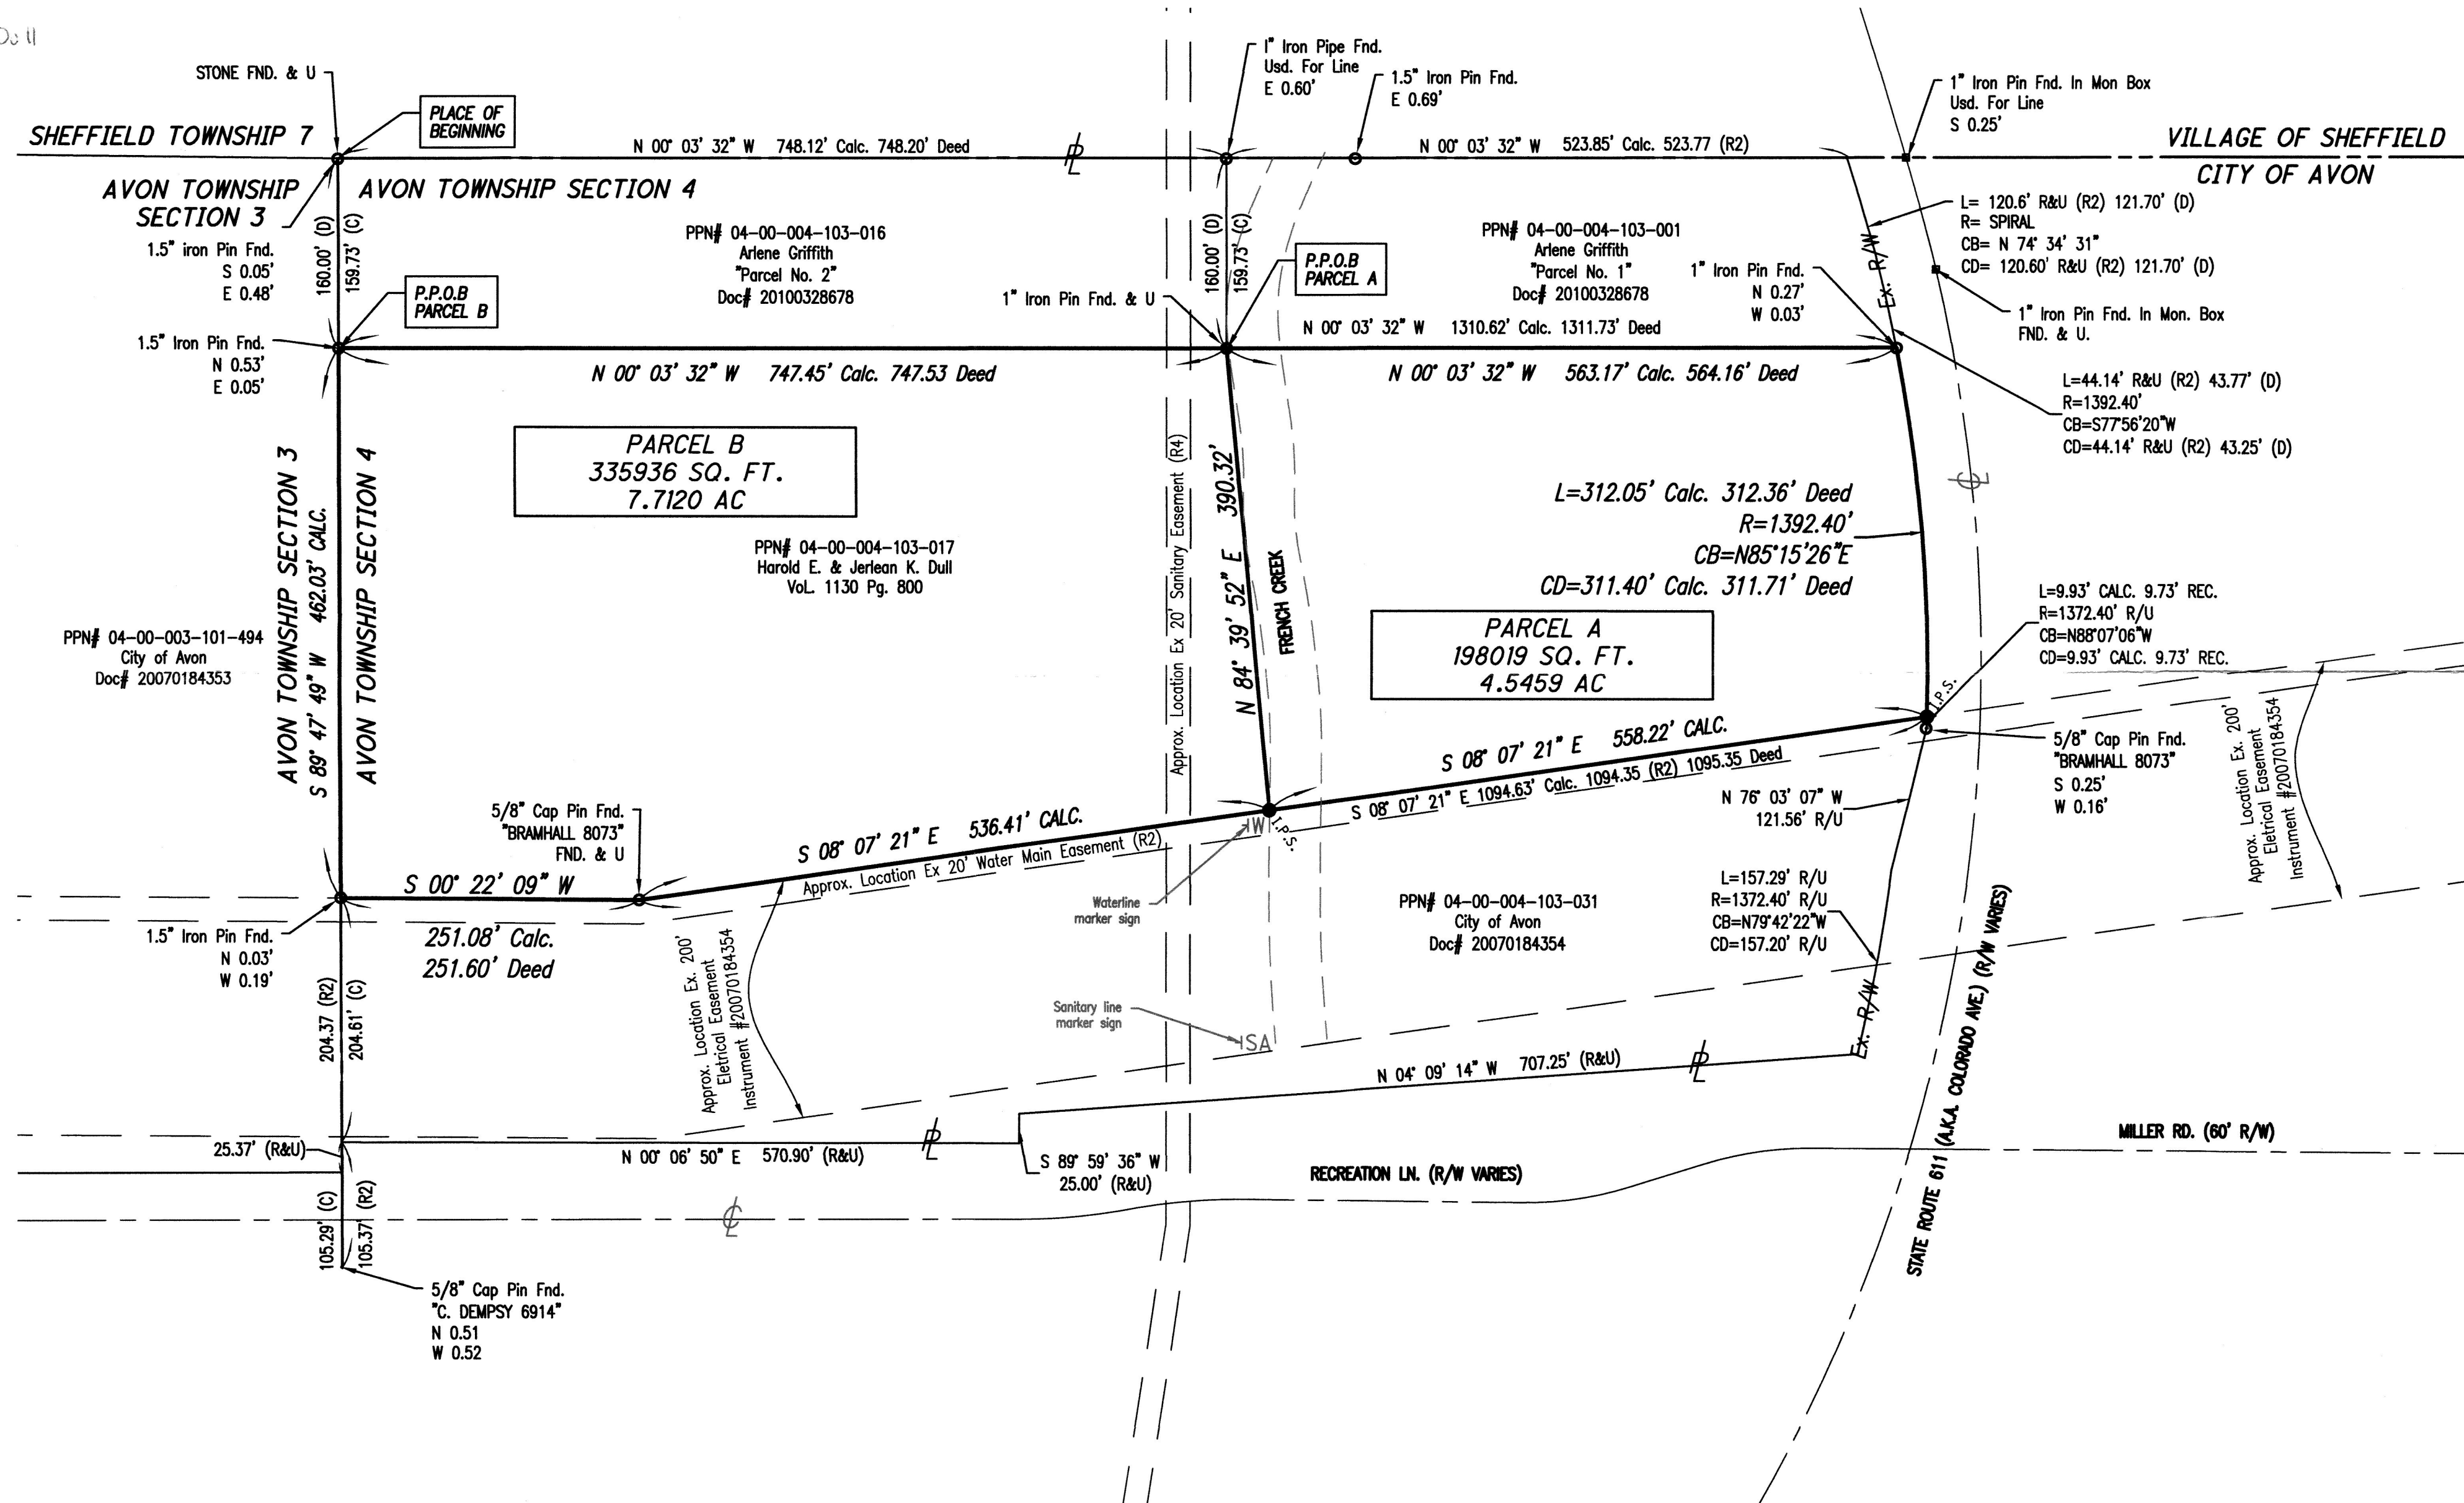 STONE FND. & U
PLACE OF
BEGINNING
SHEFFIELD TOWNSHIP 7
AVON TOWNSHIP
SECTION 3
AVON TOWNSHIP SECTION 4
N 00° 03' 32" W 748.12' Calc. 748.20' Deed
1" Iron Pipe Fnd.
Usd. For Line
E 0.60'
1.5" Iron Pin Fnd.
E 0.69'
N 00° 03' 32" W 523.85' Calc. 523.77 (R2)
1" Iron Pin Fnd. In Mon Box
Usd. For Line
S 0.25'
VILLAGE OF SHEFFIELD
CITY OF AVON
L= 120.6' R&U (R2) 121.70' (D)
R= SPIRAL
CB= N 74° 34' 31"
CD= 120.60' R&U (R2) 121.70' (D)
1.5" iron Pin Fnd.
S 0.05'
E 0.48'
160.00' (D)
159.73' (C)
P.P.O.B
PARCEL B
PPN# 04-00-004-103-016
Arlene Griffith
"Parcel No. 2"
Doc# 20100328678
160.00' (D)
159.73' (C)
P.P.O.B
PARCEL A
1" Iron Pin Fnd. & U
PPN# 04-00-004-103-001
Arlene Griffith
"Parcel No. 1"
Doc# 20100328678
1" Iron Pin Fnd.
N 0.27'
W 0.03'
Ex. R/W
1" Iron Pin Fnd. In Mon. Box
FND. & U.
1.5" Iron Pin Fnd.
N 0.53'
E 0.05'
N 00° 03' 32" W 1310.62' Calc. 1311.73' Deed
N 00° 03' 32" W 747.45' Calc. 747.53 Deed
N 00° 03' 32" W 563.17' Calc. 564.16' Deed
L=44.14' R&U (R2) 43.77' (D)
R=1392.40'
CB=S77°56'20"W
CD=44.14' R&U (R2) 43.25' (D)
PARCEL B
335936 SQ. FT.
7.7120 AC
PPN# 04-00-004-103-017
Harold E. & Jerlean K. Dull
VoL. 1130 Pg. 800
AVON TOWNSHIP SECTION 3
S 89° 47' 49" W 462.03' CALC.
AVON TOWNSHIP SECTION 4
PPN# 04-00-003-101-494
City of Avon
Doc# 20070184353
Approx. Location Ex 20' Sanitary Easement (R4)
N 84° 39' 52" E 390.32'
FRENCH CREEK
L=312.05' Calc. 312.36' Deed
R=1392.40'
CB=N85°15'26"E
CD=311.40' Calc. 311.71' Deed
PARCEL A
198019 SQ. FT.
4.5459 AC
L=9.93' CALC. 9.73' REC.
R=1372.40' R/U
CB=N88°07'06"W
CD=9.93' CALC. 9.73' REC.
I.P.S.
5/8" Cap Pin Fnd.
"BRAMHALL 8073"
S 0.25'
W 0.16'
Approx. Location Ex. 200'
Eletrical Easement
Instrument #20070184354
S 08° 07' 21" E 558.22' CALC.
S 08° 07' 21" E 1094.63' Calc. 1094.35 (R2) 1095.35 Deed
N 76° 03' 07" W
121.56' R/U
5/8" Cap Pin Fnd.
"BRAMHALL 8073"
FND. & U
S 08° 07' 21" E 536.41' CALC.
Approx. Location Ex 20' Water Main Easement (R2)
W
I.P.S.
S 00° 22' 09" W
251.08' Calc.
251.60' Deed
1.5" Iron Pin Fnd.
N 0.03'
W 0.19'
Waterline
marker sign
PPN# 04-00-004-103-031
City of Avon
Doc# 20070184354
L=157.29' R/U
R=1372.40' R/U
CB=N79°42'22"W
CD=157.20' R/U
204.37 (R2)
204.61' (C)
Approx. Location Ex. 200'
Eletrical Easement
Instrument #20070184354
Sanitary line
marker sign
SA
Ex. R/W
N 04° 09' 14" W 707.25' (R&U)
STATE ROUTE 611 (A.K.A. COLORADO AVE.) (R/W VARIES)
MILLER RD. (60' R/W)
25.37' (R&U)
N 00° 06' 50" E 570.90' (R&U)
S 89° 59' 36" W
25.00' (R&U)
RECREATION LN. (R/W VARIES)
105.29' (C)
105.37' (R2)
5/8" Cap Pin Fnd.
"C. DEMPSY 6914"
N 0.51
W 0.52